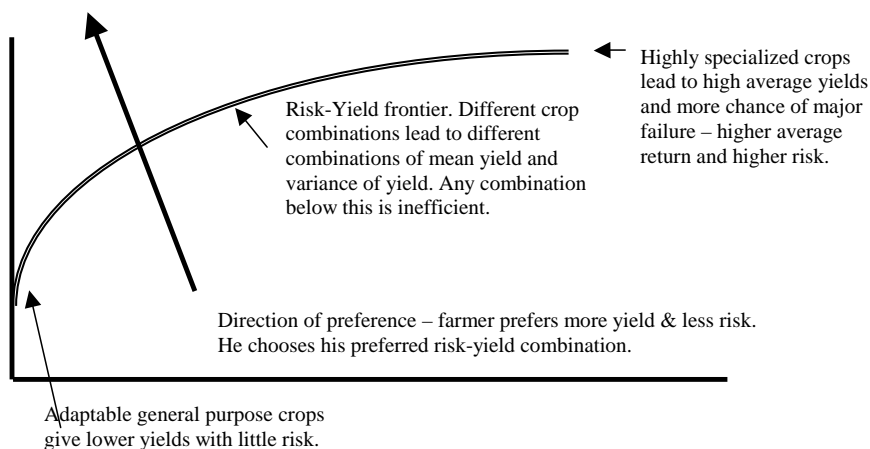 Highly specialized crops
lead to high average yields
and more chance of major
failure – higher average
return and higher risk.
Risk-Yield frontier. Different crop
combinations lead to different
combinations of mean yield and
variance of yield. Any combination
below this is inefficient.
Direction of preference – farmer prefers more yield & less risk.
He chooses his preferred risk-yield combination.
Adaptable general purpose crops
give lower yields with little risk.